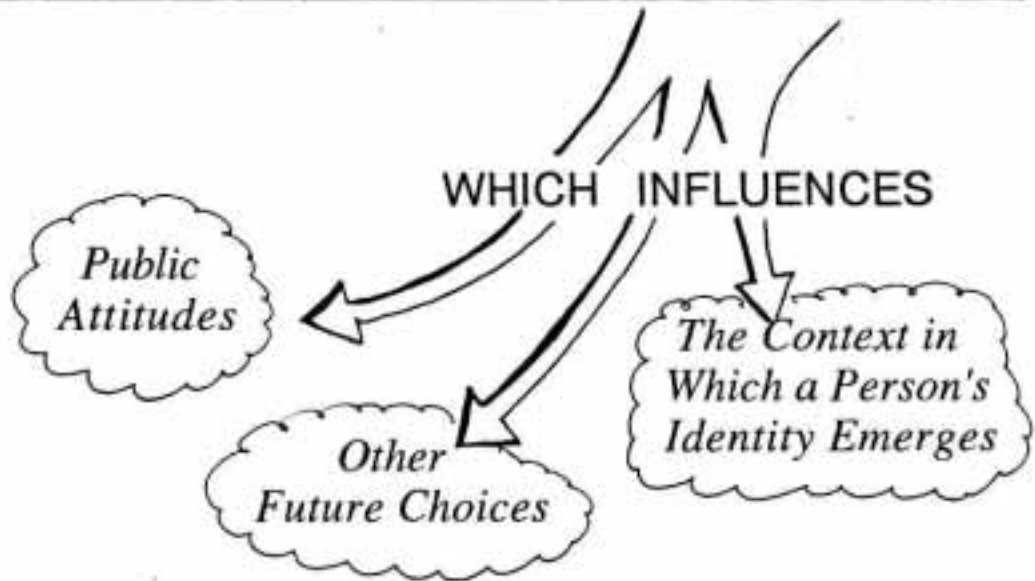 WHICH INFLUENCES
Public
Attitudes
Other
Future Choices
The Context in
Which a Person's
Identity Emerges